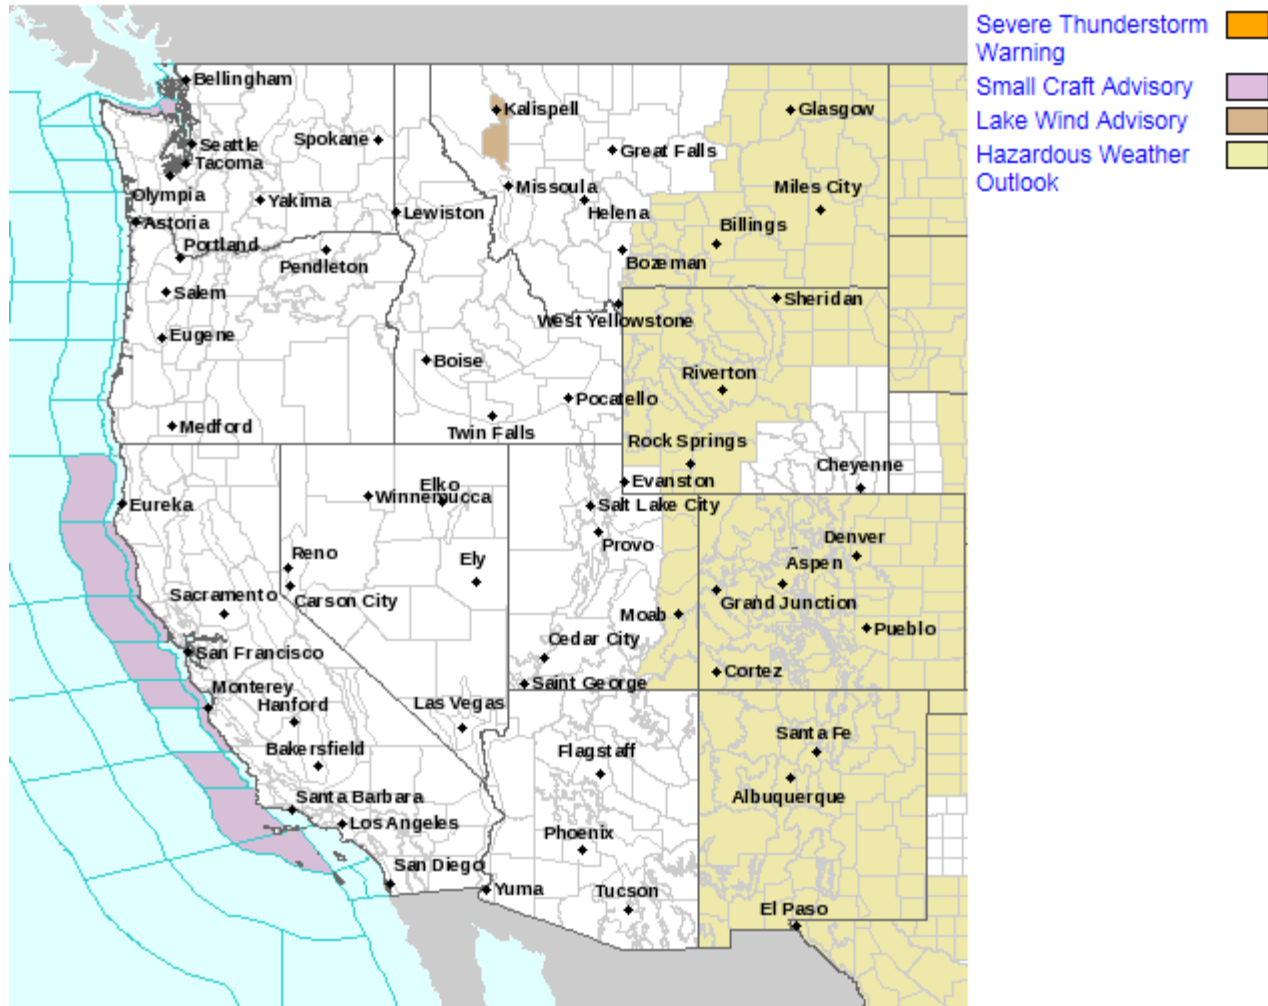 Severe Thunderstorm
Warning
Small Craft Advisory
Lake Wind Advisory
Hazardous Weather
Outlook
Bellingham
Kalispell
Glasgow
Seattle
Spokane
Great Falls
Tacoma
Olympia
Missoula
Miles City
Yakima
Helena
Astoria
Lewiston
Billings
Portland
Pendleton
Bozeman
Salem
Sheridan
West Yellowstone
Eugene
Boise
Riverton
Pocatello
Medford
Twin Falls
Rock Springs
Cheyenne
Evanston
Elko
Winnemucca
Eureka
Salt Lake City
Provo
Denver
Reno
Ely
Aspen
Sacramento
Carson City
Grand Junction
Moab
Pueblo
Cedar City
San Francisco
Cortez
Saint George
Monterey
Hanford
Las Vegas
Santa Fe
Bakersfield
Flagstaff
Santa Barbara
Albuquerque
Los Angeles
Phoenix
San Diego
Yuma
Tucson
El Paso